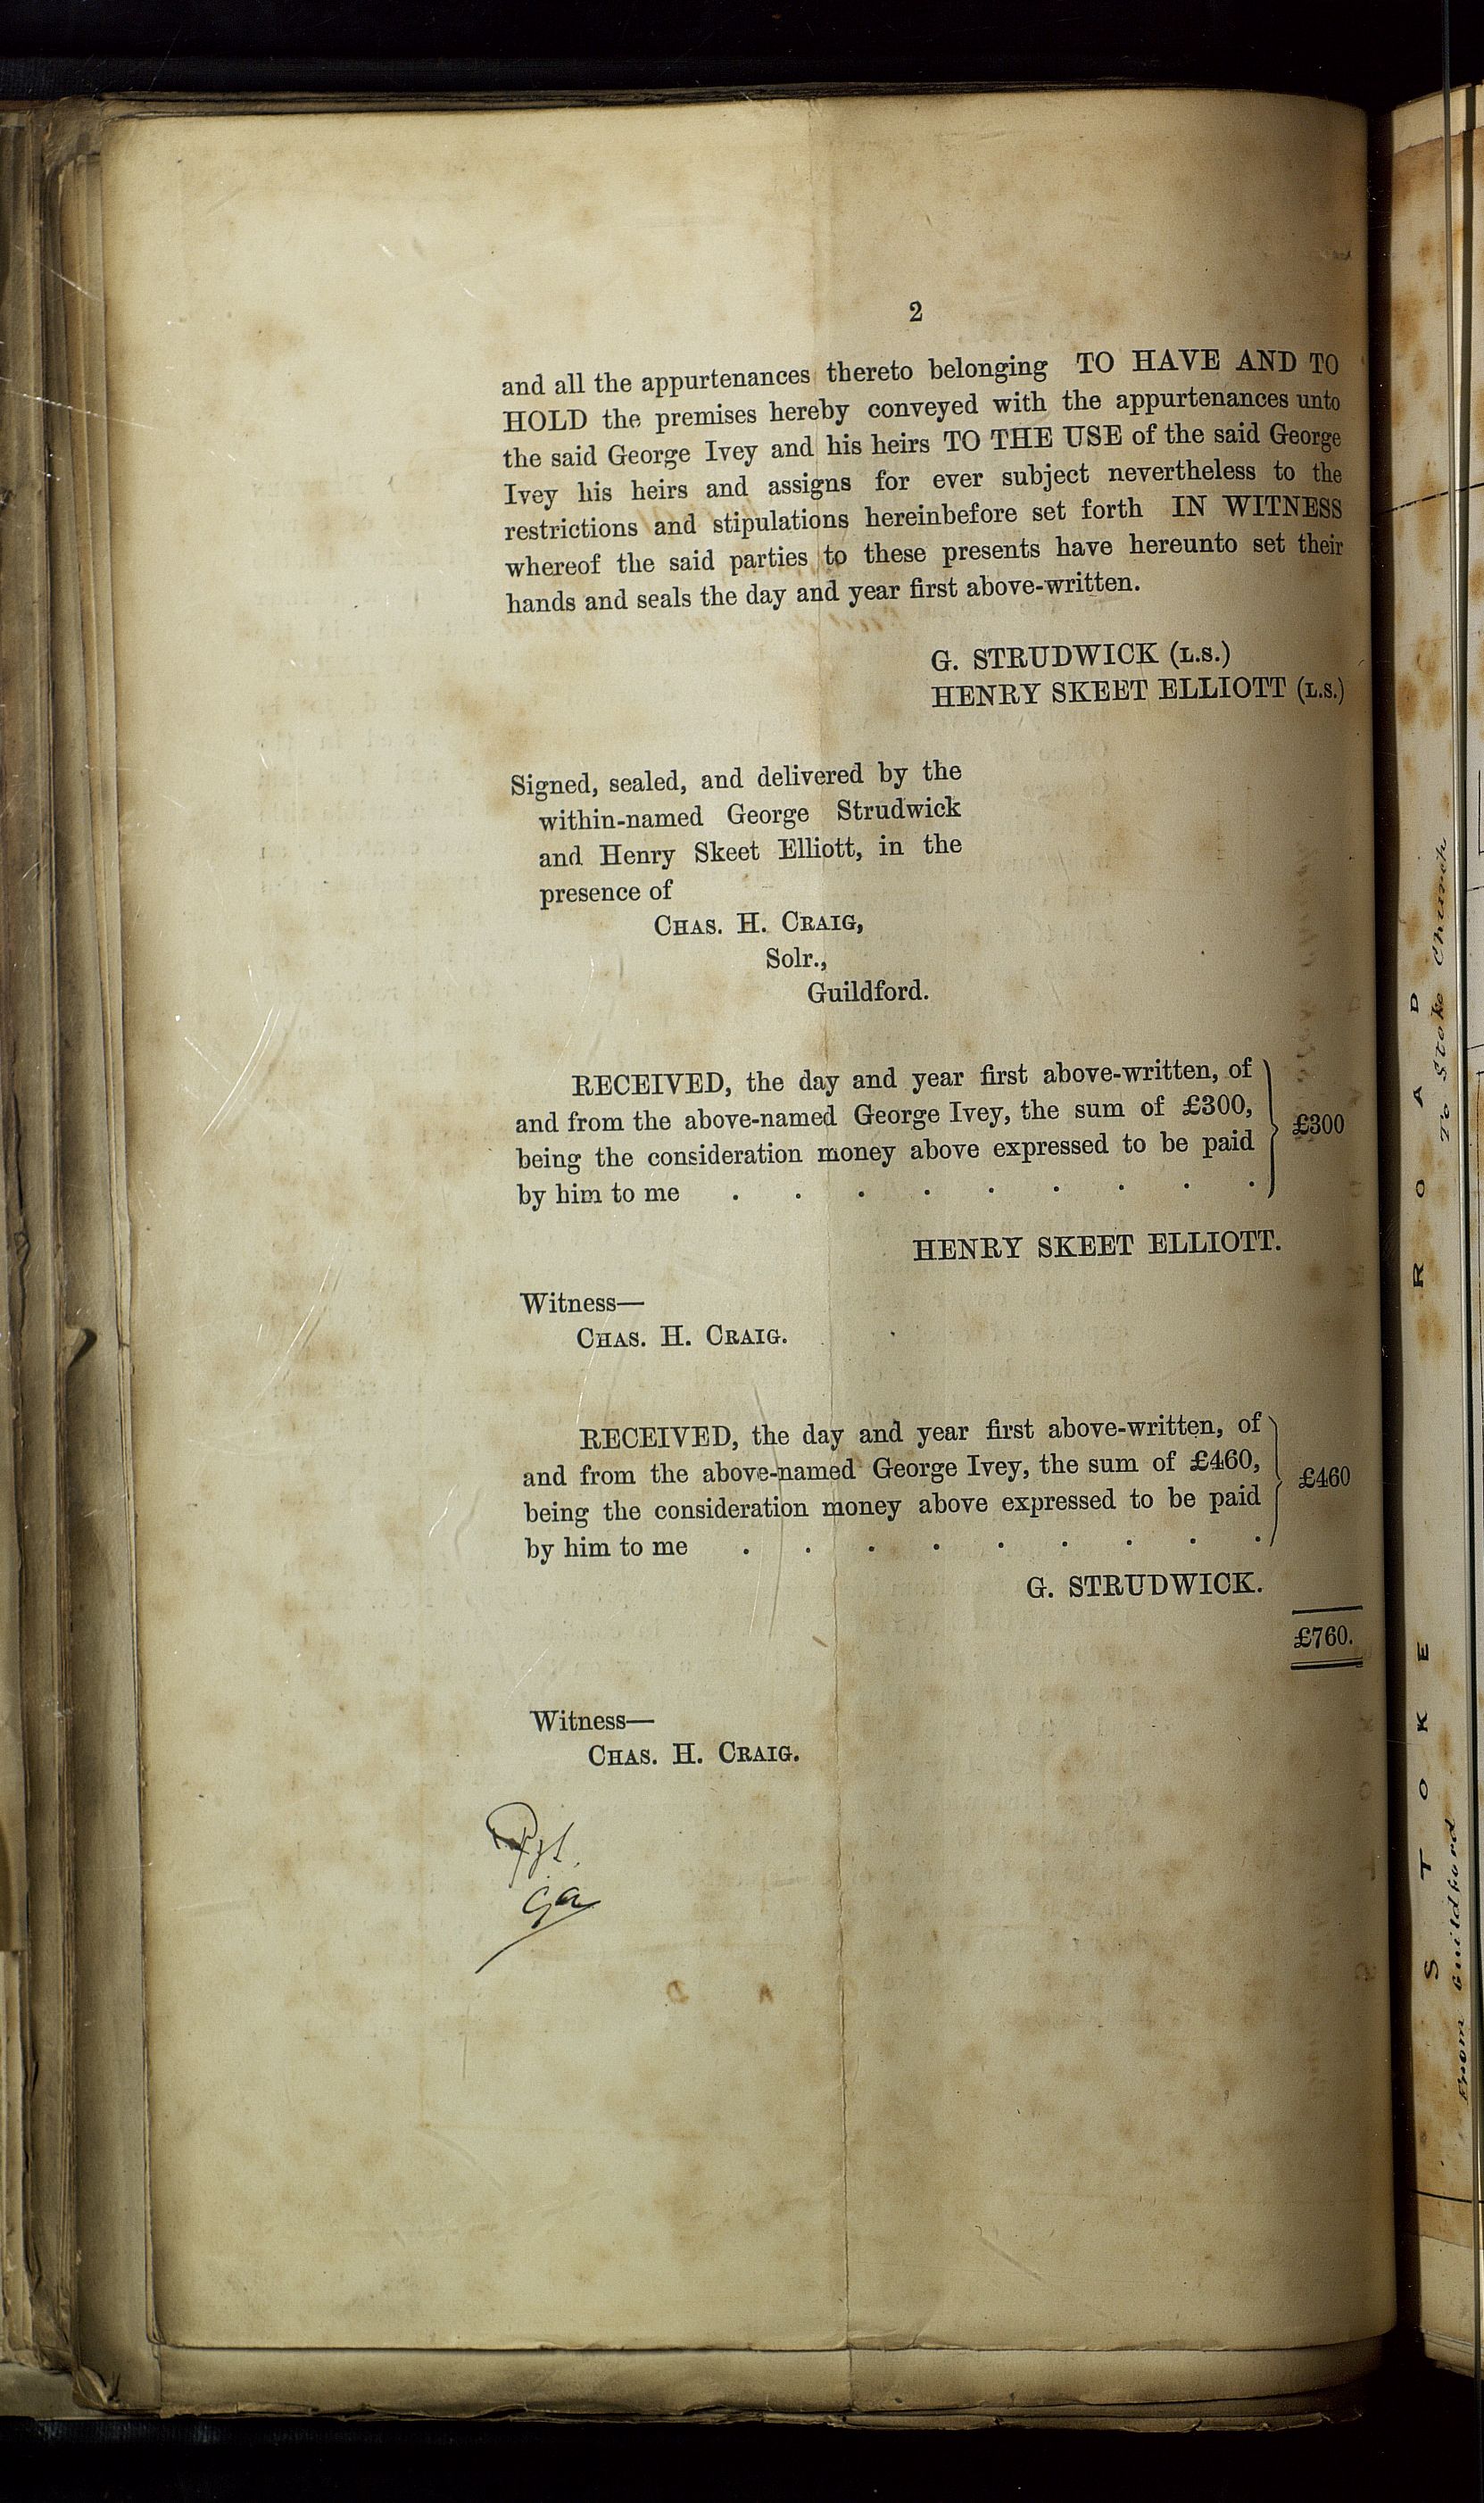 2
and all the appurtenances thereto belonging TO HAVE AND TO
HOLD the premises hereby conveyed with the appurtenances unto
the said George Ivey and his heirs TO THE USE of the said George
Ivey his heirs and assigns for ever subject nevertheless to the
restrictions and stipulations hereinbefore set forth IN WITNESS
whereof the said parties to these presents have hereunto set their
hands and seals the day and year first above-written.
G. STRUDWICK (L.S.)
HENRY SKEET ELLIOTT (L.S.)
Signed, sealed, and delivered by the
within-named George Strudwick
and Henry Skeet Elliott, in the
presence of
CHAS. H. CRAIG,
Solr.,
Guildford.
RECEIVED, the day and year first above-written, of
and from the above-named George Ivey, the sum of £300,
being the consideration money above expressed to be paid
by him to me . . . . . . . . .
£300
HENRY SKEET ELLIOTT.
Witness—
CHAS. H. CRAIG.
RECEIVED, the day and year first above-written, of
and from the above-named George Ivey, the sum of £460,
being the consideration money above expressed to be paid
by him to me . . . . . . . . .
£460
G. STRUDWICK.
£760.
Witness—
CHAS. H. CRAIG.
STOKE ROAD
From Guildford
To Stoke Church